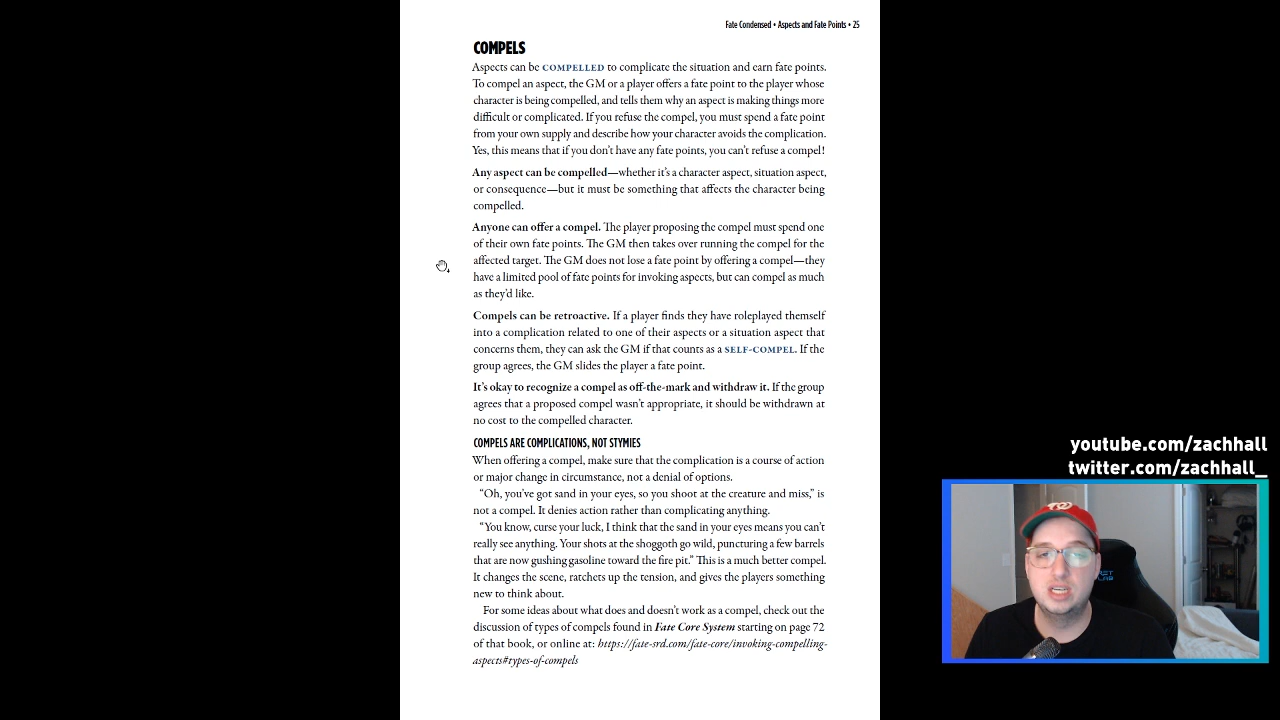 Fate Condensed • Aspects and Fate Points • 25
COMPELS
Aspects can be COMPELLED to complicate the situation and earn fate points.
To compel an aspect, the GM or a player offers a fate point to the player whose
character is being compelled, and tells them why an aspect is making things more
difficult or complicated. If you refuse the compel, you must spend a fate point
from your own supply and describe how your character avoids the complication.
Yes, this means that if you don’t have any fate points, you can’t refuse a compel!
Any aspect can be compelled—whether it’s a character aspect, situation aspect,
or consequence—but it must be something that affects the character being
compelled.
Anyone can offer a compel. The player proposing the compel must spend one
of their own fate points. The GM then takes over running the compel for the
affected target. The GM does not lose a fate point by offering a compel—they
have a limited pool of fate points for invoking aspects, but can compel as much
as they’d like.
Compels can be retroactive. If a player finds they have roleplayed themself
into a complication related to one of their aspects or a situation aspect that
concerns them, they can ask the GM if that counts as a SELF-COMPEL. If the
group agrees, the GM slides the player a fate point.
It’s okay to recognize a compel as off-the-mark and withdraw it. If the group
agrees that a proposed compel wasn’t appropriate, it should be withdrawn at
no cost to the compelled character.
COMPELS ARE COMPLICATIONS, NOT STYMIES
When offering a compel, make sure that the complication is a course of action
or major change in circumstance, not a denial of options.
“Oh, you’ve got sand in your eyes, so you shoot at the creature and miss,” is
not a compel. It denies action rather than complicating anything.
“You know, curse your luck, I think that the sand in your eyes means you can’t
really see anything. Your shots at the shoggoth go wild, puncturing a few barrels
that are now gushing gasoline toward the fire pit.” This is a much better compel.
It changes the scene, ratchets up the tension, and gives the players something
new to think about.
For some ideas about what does and doesn’t work as a compel, check out the
discussion of types of compels found in Fate Core System starting on page 72
of that book, or online at: https://fate-srd.com/fate-core/invoking-compelling-
aspects#types-of-compels
youtube.com/zachhall
twitter.com/zachhall_